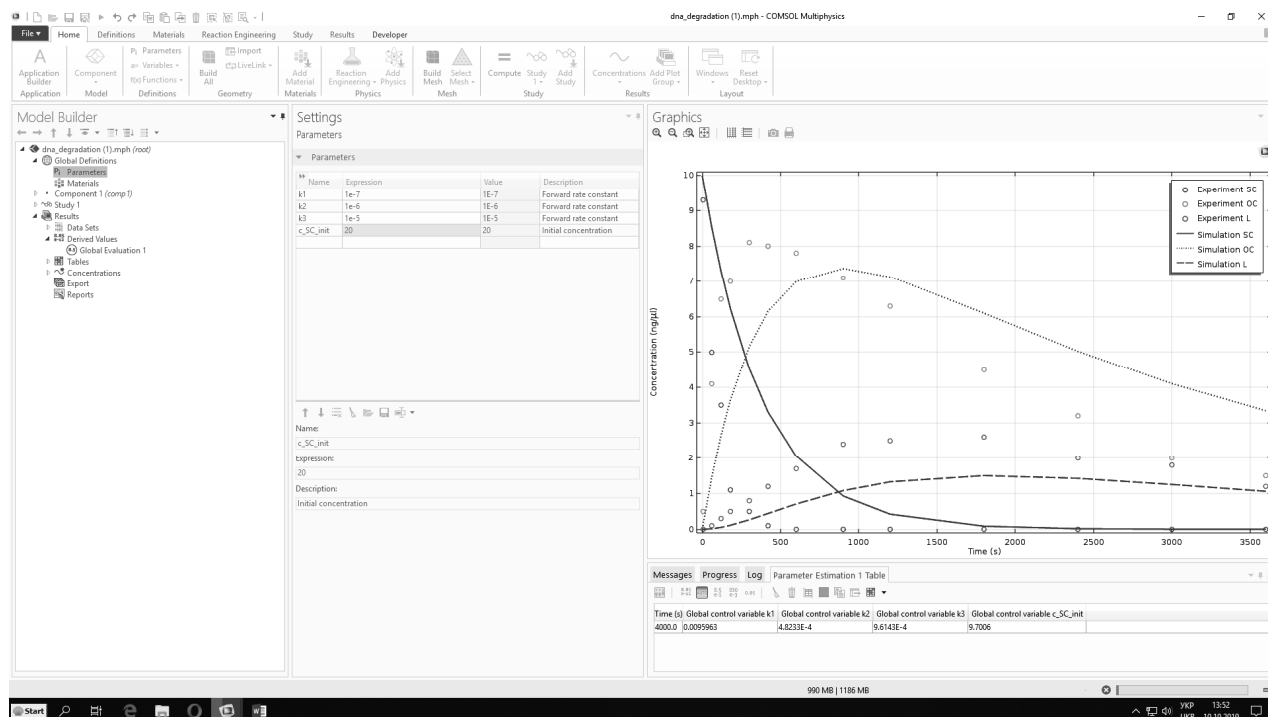 dna_degradation (1).mph - COMSOL Multiphysics
File Home Definitions Materials Reaction Engineering Study Results Developer
Application Builder
Component
Pi Parameters
a= Variables
f(x) Functions
Build All
Import
LiveLink
Add Material
Reaction Engineering
Add Physics
Build Mesh
Select Mesh
Compute
Study 1
Add Study
Concentrations
Add Plot Group
Windows
Reset Desktop
Application Model Definitions Geometry Materials Physics Mesh Study Results Layout
Model Builder
dna_degradation (1).mph (root)
Global Definitions
Pi Parameters
Materials
Component 1 (comp1)
Study 1
Results
Data Sets
Derived Values
Global Evaluation 1
Tables
Concentrations
Export
Reports
Settings
Parameters
Parameters
Name Expression Value Description
k1 1e-7 1E-7 Forward rate constant
k2 1e-6 1E-6 Forward rate constant
k3 1e-5 1E-5 Forward rate constant
c_SC_init 20 20 Initial concentration
Name:
c_SC_init
Expression:
20
Description:
Initial concentration
Graphics
10
9
8
7
6
5
4
3
2
1
0
Concertration (ng/μl)
Experiment SC
Experiment OC
Experiment L
Simulation SC
Simulation OC
Simulation L
0 500 1000 1500 2000 2500 3000 3500
Time (s)
Messages Progress Log Parameter Estimation 1 Table
Time (s) Global control variable k1 Global control variable k2 Global control variable k3 Global control variable c_SC_init
4000.0 0.0095963 4.8233E-4 9.6143E-4 9.7006
990 MB | 1186 MB
Start УКР 13:52
UKP 10.10.2019